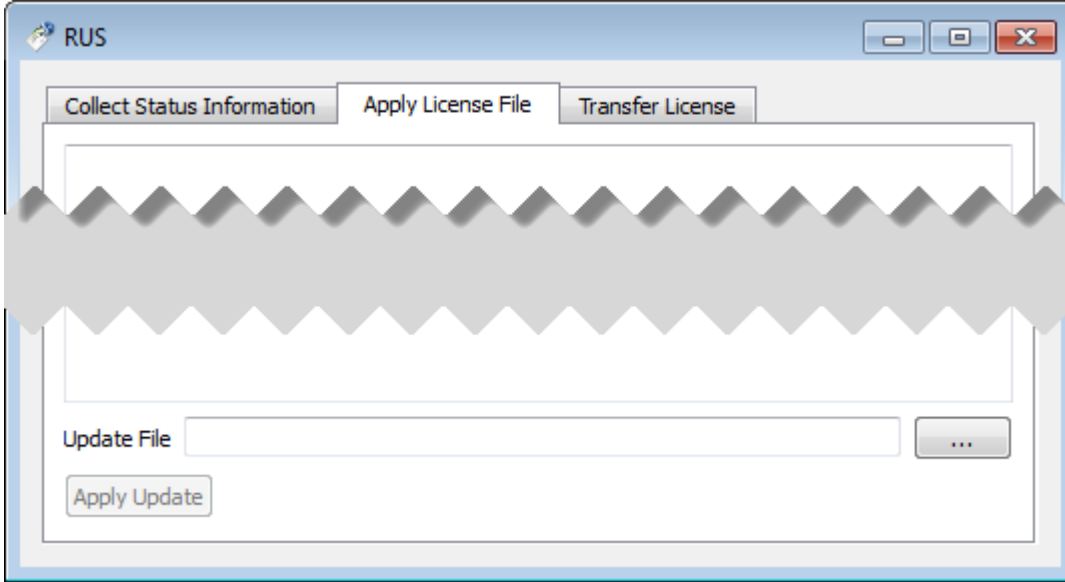 RUS
Collect Status Information
Apply License File
Transfer License
Update File
...
Apply Update